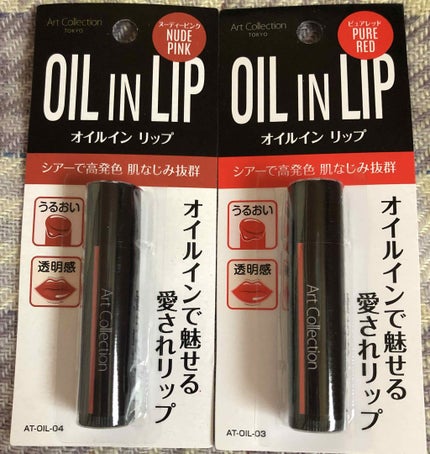 Art Collection
TOKYO
ヌーディーピンク
NUDE
PINK
OIL IN LIP
オイルイン リップ
シアーで高発色 肌なじみ抜群
うるおい
透明感
オイルインで魅せる
愛されリップ
Art Collection
AT-OIL-04
Art Collection
TOKYO
ピュアレッド
PURE
RED
OIL IN LIP
オイルイン リップ
シアーで高発色 肌なじみ抜群
うるおい
透明感
オイルインで魅せる
愛されリップ
Art Collection
AT-OIL-03